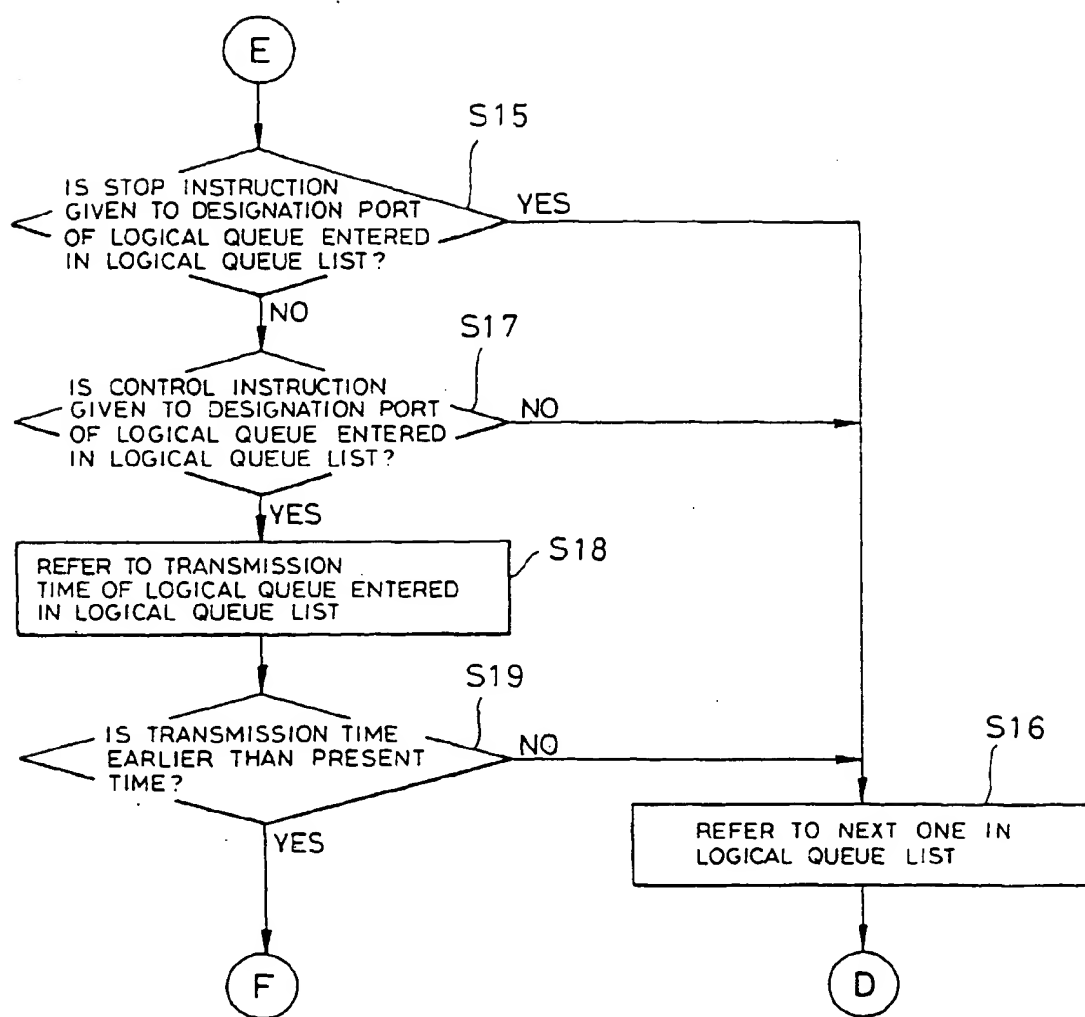 E
S15
IS STOP INSTRUCTION
GIVEN TO DESIGNATION PORT
OF LOGICAL QUEUE ENTERED
IN LOGICAL QUEUE LIST?
YES
NO
S17
IS CONTROL INSTRUCTION
GIVEN TO DESIGNATION PORT
OF LOGICAL QUEUE ENTERED
IN LOGICAL QUEUE LIST?
NO
YES
S18
REFER TO TRANSMISSION
TIME OF LOGICAL QUEUE ENTERED
IN LOGICAL QUEUE LIST
S19
IS TRANSMISSION TIME
EARLIER THAN PRESENT
TIME?
NO
YES
S16
REFER TO NEXT ONE IN
LOGICAL QUEUE LIST
F
D